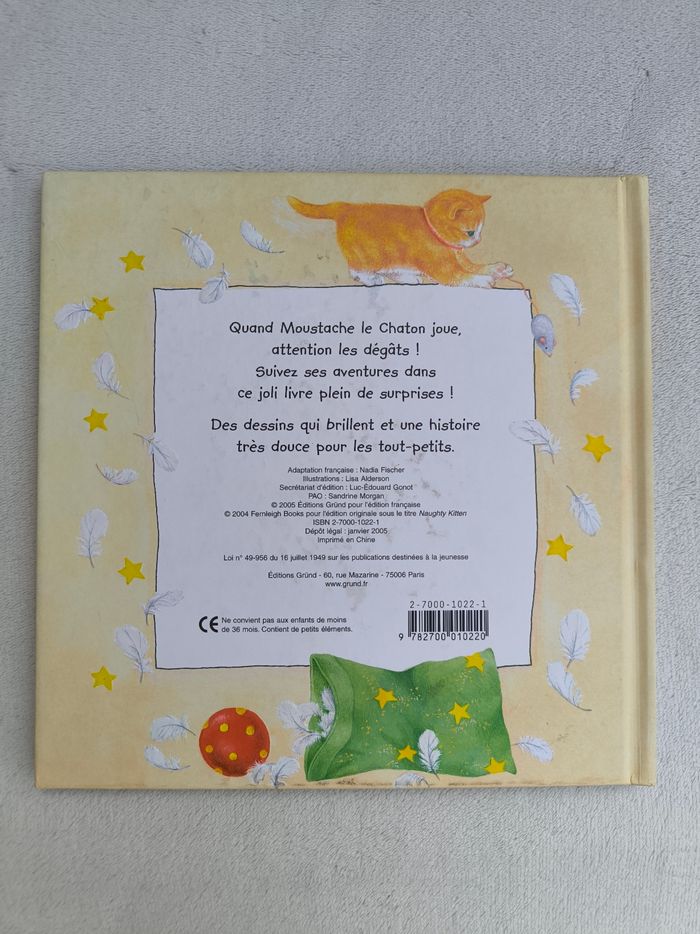 Quand Moustache le Chaton joue,
attention les dégâts !
Suivez ses aventures dans
ce joli livre plein de surprises !
Des dessins qui brillent et une histoire
très douce pour les tout-petits.
Adaptation française : Nadia Fischer
Illustrations : Lisa Alderson
Secrétariat d'édition : Luc-Édouard Gonot
PAO : Sandrine Morgan
© 2005 Éditions Gründ pour l'édition française
© 2004 Fernleigh Books pour l'édition originale sous le titre Naughty Kitten
ISBN 2-7000-1022-1
Dépôt légal : janvier 2005
Imprimé en Chine
Loi n° 49-956 du 16 juillet 1949 sur les publications destinées à la jeunesse
Éditions Gründ - 60, rue Mazarine - 75006 Paris
www.grund.fr
2-7000-1022-1
CE Ne convient pas aux enfants de moins
de 36 mois. Contient de petits éléments.
9 782700 010220